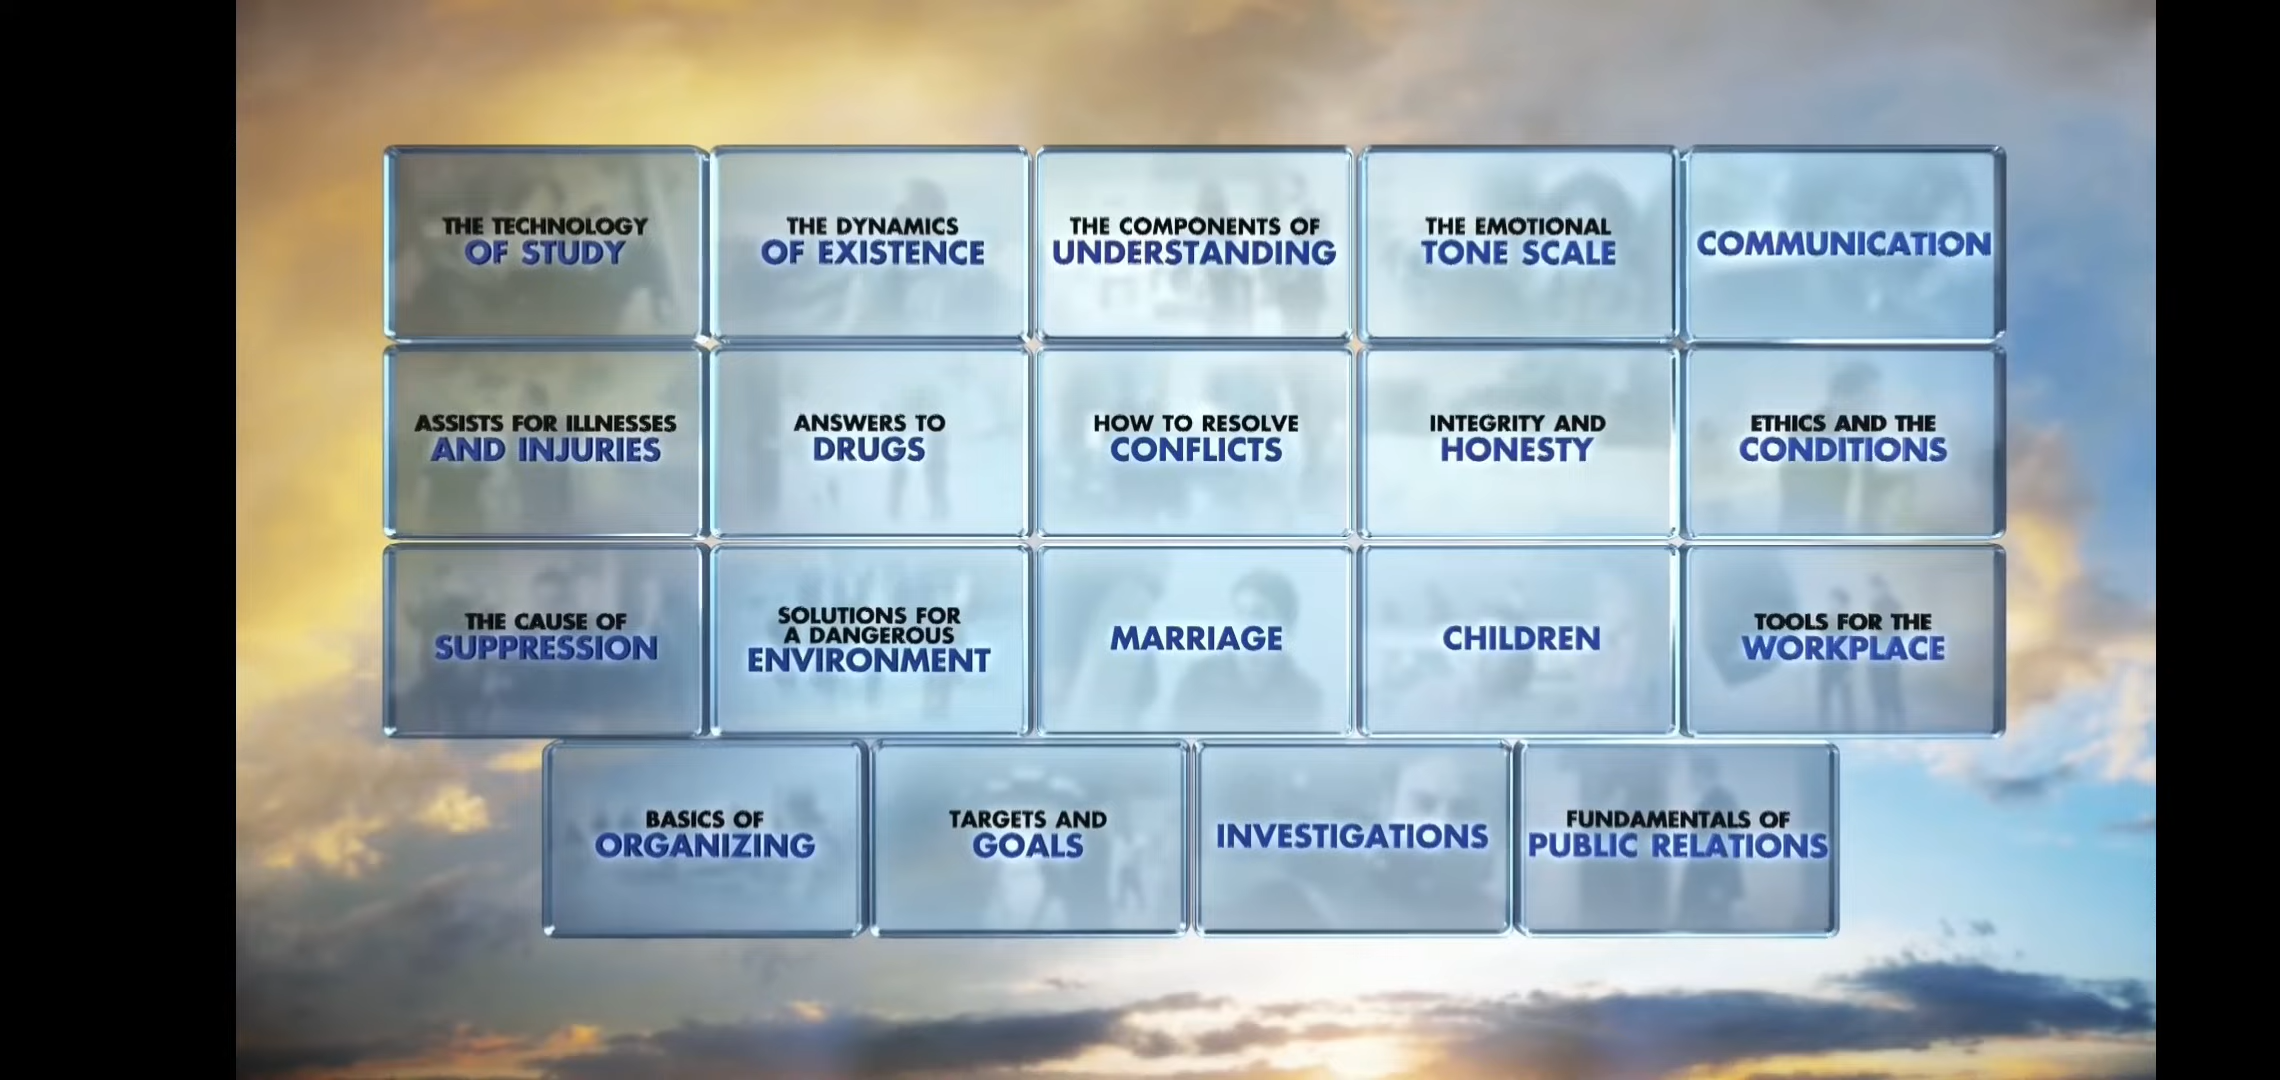 THE TECHNOLOGY
OF STUDY
THE DYNAMICS
OF EXISTENCE
THE COMPONENTS OF
UNDERSTANDING
THE EMOTIONAL
TONE SCALE
COMMUNICATION
ASSISTS FOR ILLNESSES
AND INJURIES
ANSWERS TO
DRUGS
HOW TO RESOLVE
CONFLICTS
INTEGRITY AND
HONESTY
ETHICS AND THE
CONDITIONS
THE CAUSE OF
SUPPRESSION
SOLUTIONS FOR
A DANGEROUS
ENVIRONMENT
MARRIAGE
CHILDREN
TOOLS FOR THE
WORKPLACE
BASICS OF
ORGANIZING
TARGETS AND
GOALS
INVESTIGATIONS
FUNDAMENTALS OF
PUBLIC RELATIONS